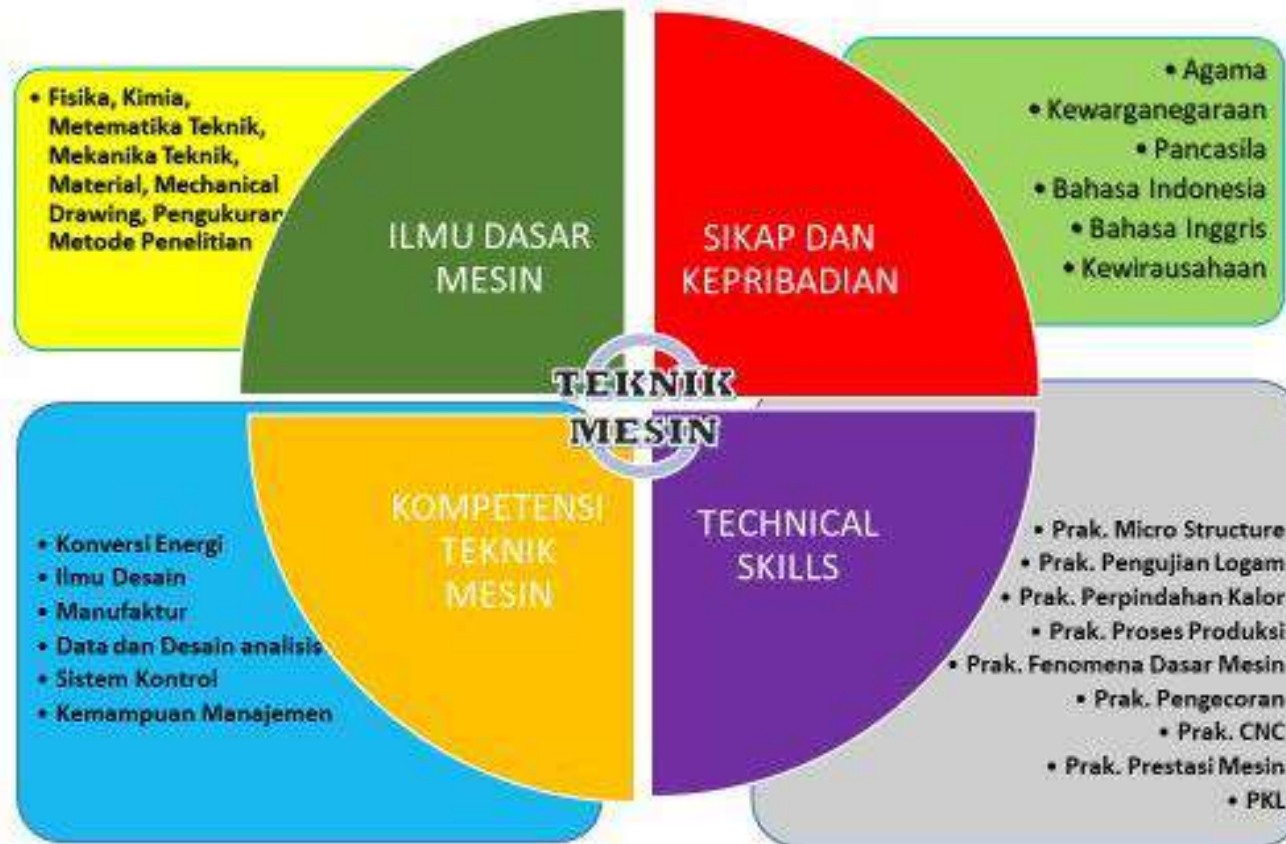 • Fisika, Kimia,
Metematika Teknik,
Mekanika Teknik,
Material, Mechanical
Drawing, Pengukuran
Metode Penelitian
ILMU DASAR
MESIN
SIKAP DAN
KEPRIBADIAN
• Agama
• Kewarganegaraan
• Pancasila
• Bahasa Indonesia
• Bahasa Inggris
• Kewirausahaan
TEKNIK
MESIN
• Konversi Energi
• Ilmu Desain
• Manufaktur
• Data dan Desain analisis
• Sistem Kontrol
• Kemampuan Manajemen
KOMPETENSI
TEKNIK
MESIN
TECHNICAL
SKILLS
• Prak. Micro Structure
• Prak. Pengujian Logam
• Prak. Perpindahan Kalor
• Prak. Proses Produksi
• Prak. Fenomena Dasar Mesin
• Prak. Pengecoran
• Prak. CNC
• Prak. Prestasi Mesin
• PKL